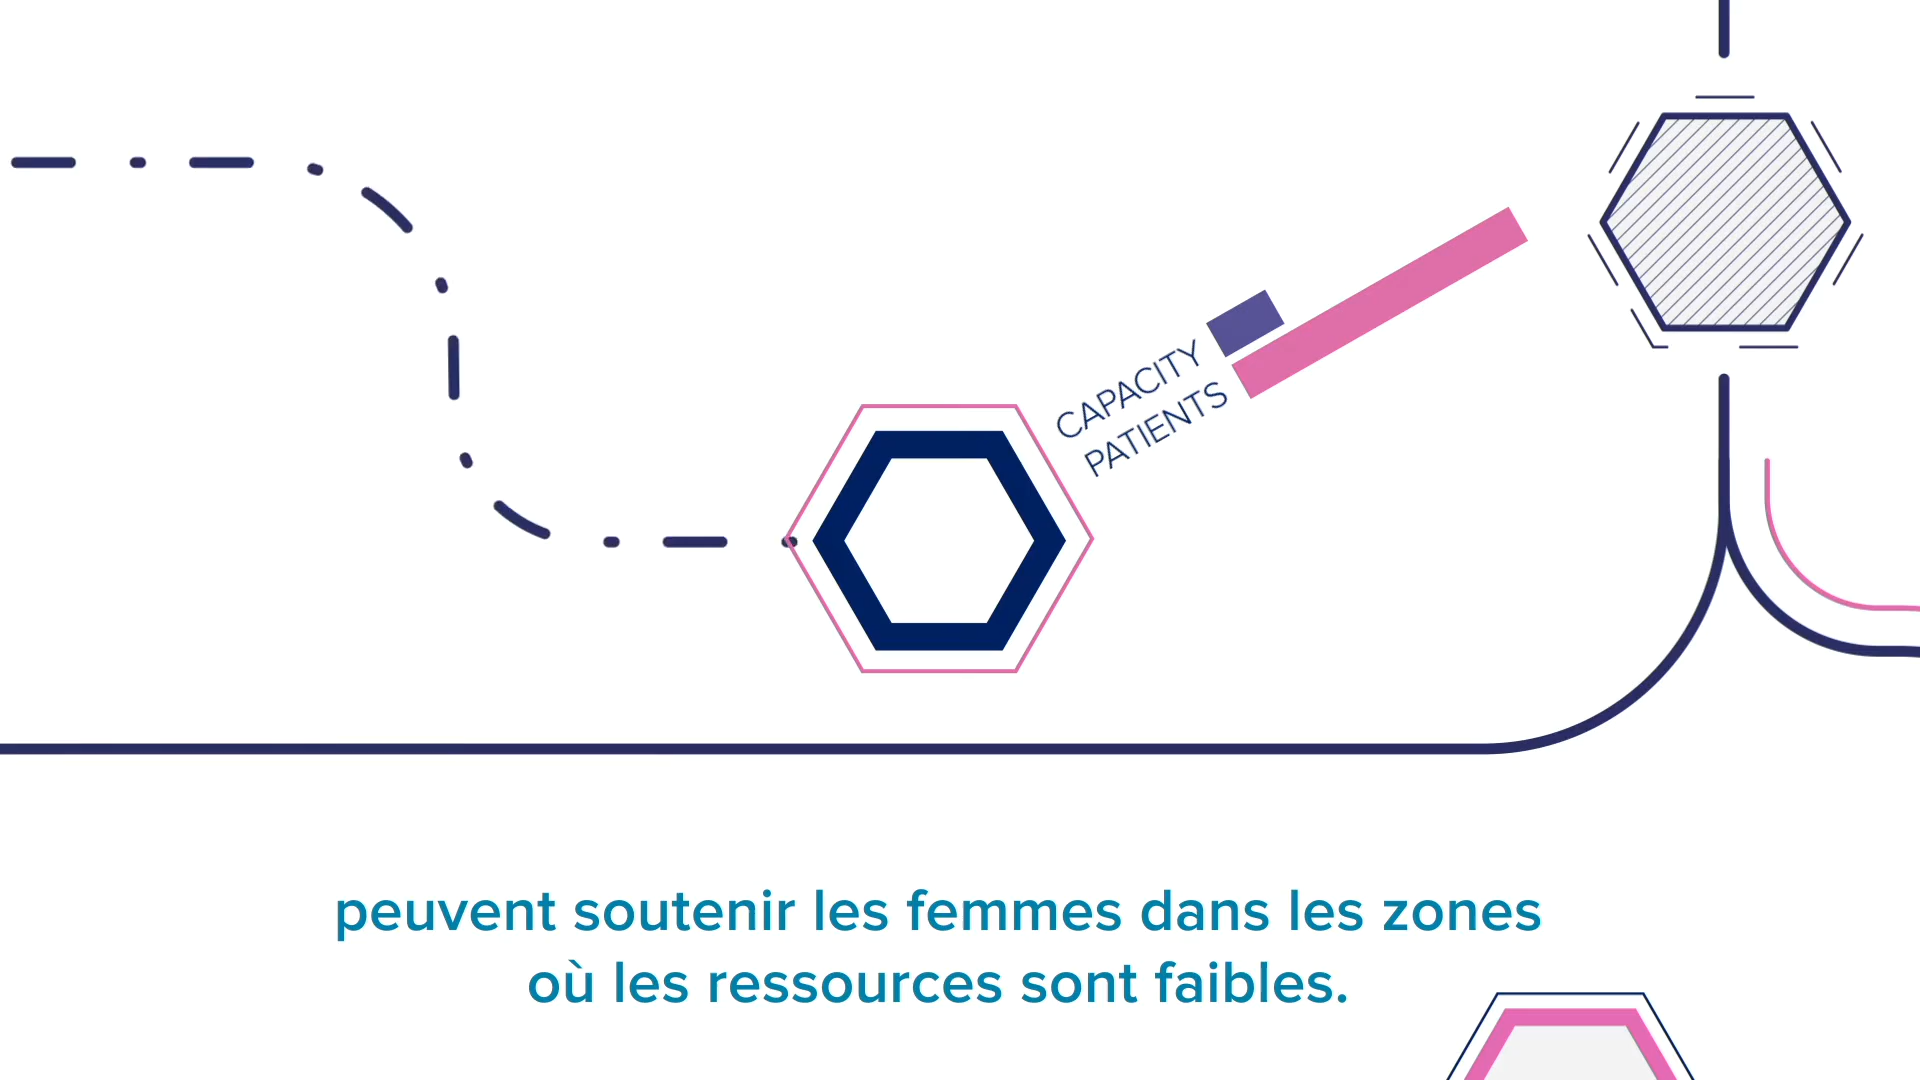 CAPACITY
PATIENTS
peuvent soutenir les femmes dans les zones
où les ressources sont faibles.